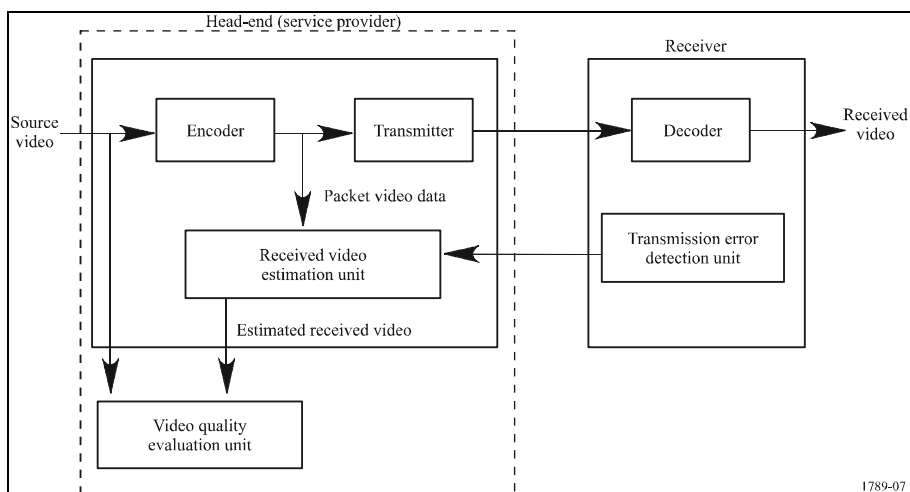 Head-end (service provider)
Receiver
Source
video
Encoder
Transmitter
Decoder
Received
video
Packet video data
Received video
estimation unit
Transmission error
detection unit
Estimated received video
Video quality
evaluation unit
1789-07